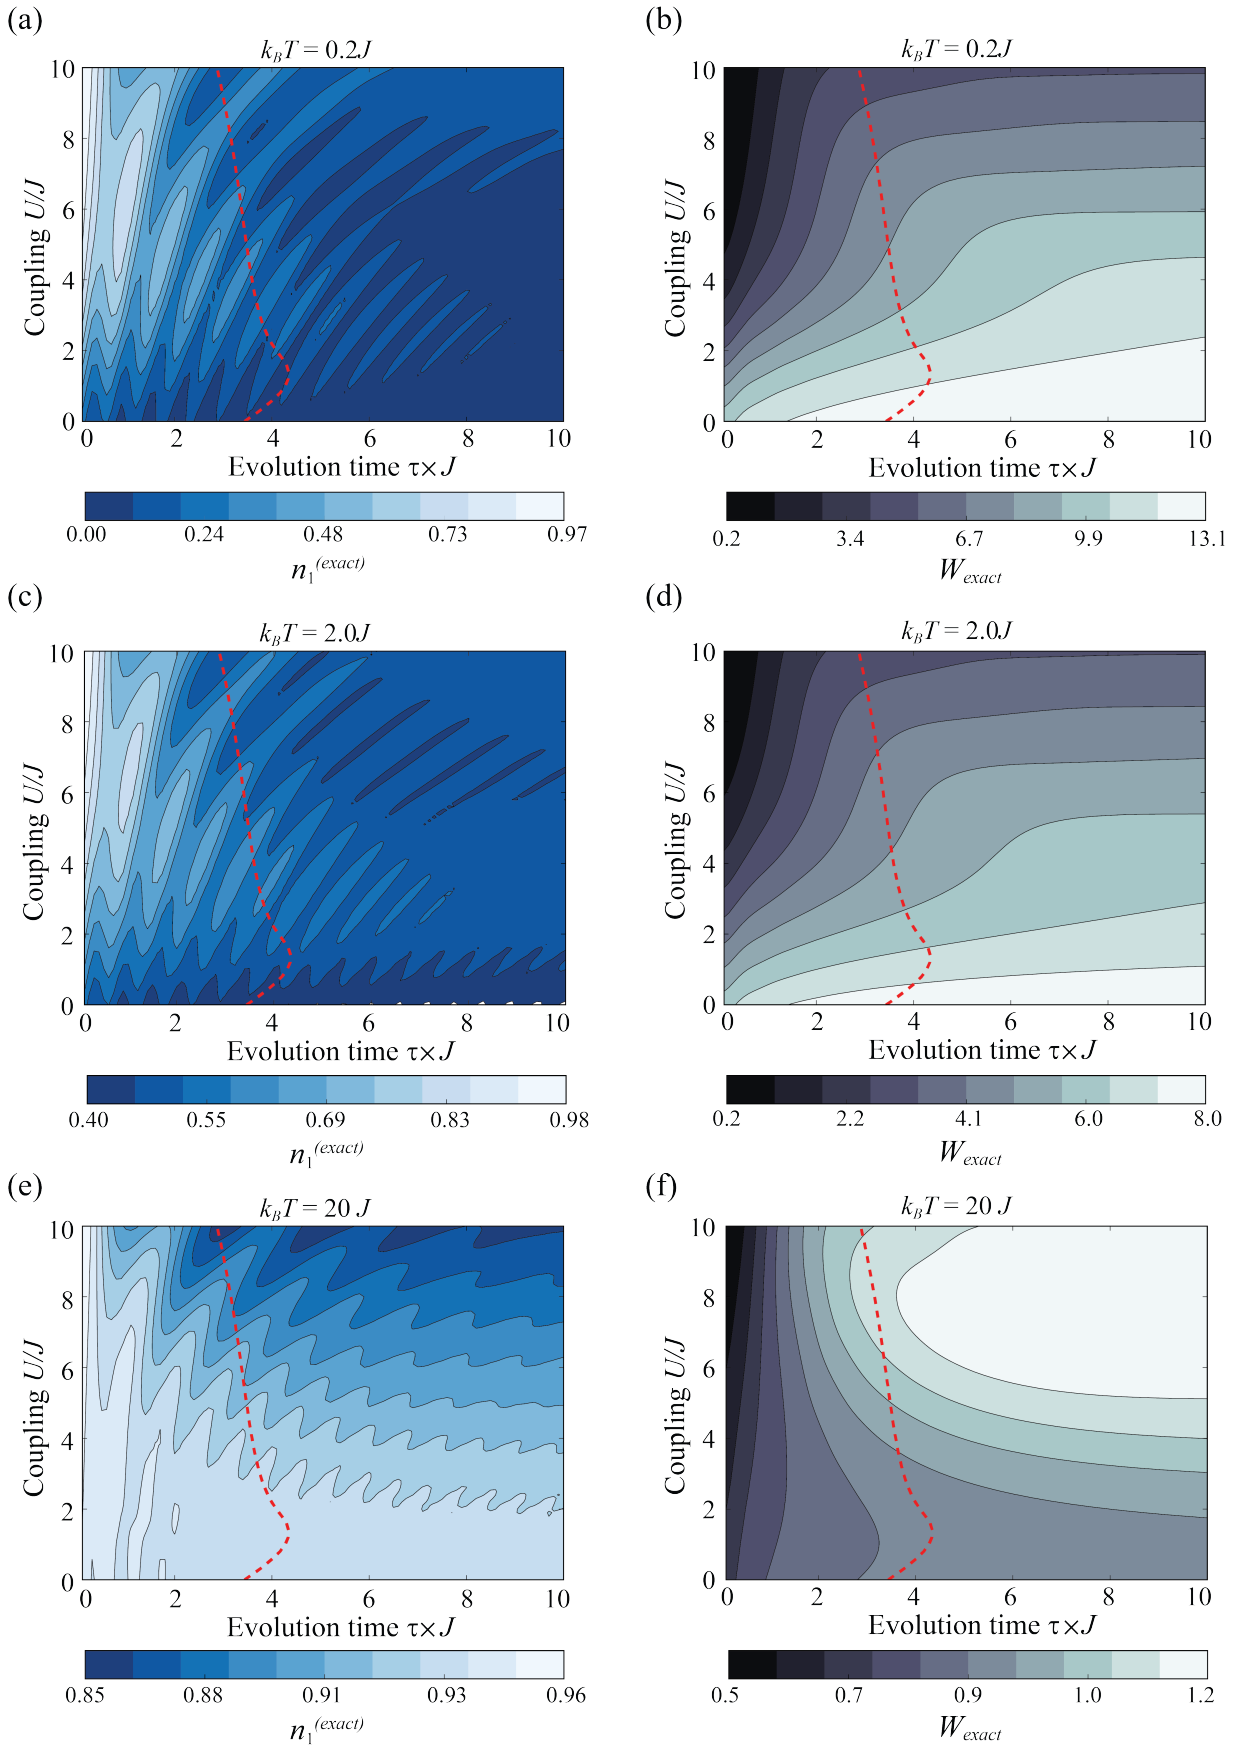 (a)
k_BT = 0.2J
10
8
6
4
2
0
Coupling U/J
0 2 4 6 8 10
Evolution time τ×J
0.00 0.24 0.48 0.73 0.97
n₁^(exact)
(b)
k_BT = 0.2J
10
8
6
4
2
0
Coupling U/J
0 2 4 6 8 10
Evolution time τ×J
0.2 3.4 6.7 9.9 13.1
W_exact
(c)
k_BT = 2.0J
10
8
6
4
2
0
Coupling U/J
0 2 4 6 8 10
Evolution time τ×J
0.40 0.55 0.69 0.83 0.98
n₁^(exact)
(d)
k_BT = 2.0J
10
8
6
4
2
0
Coupling U/J
0 2 4 6 8 10
Evolution time τ×J
0.2 2.2 4.1 6.0 8.0
W_exact
(e)
k_BT = 20 J
10
8
6
4
2
0
Coupling U/J
0 2 4 6 8 10
Evolution time τ×J
0.85 0.88 0.91 0.93 0.96
n₁^(exact)
(f)
k_BT = 20 J
10
8
6
4
2
0
Coupling U/J
0 2 4 6 8 10
Evolution time τ×J
0.5 0.7 0.9 1.0 1.2
W_exact